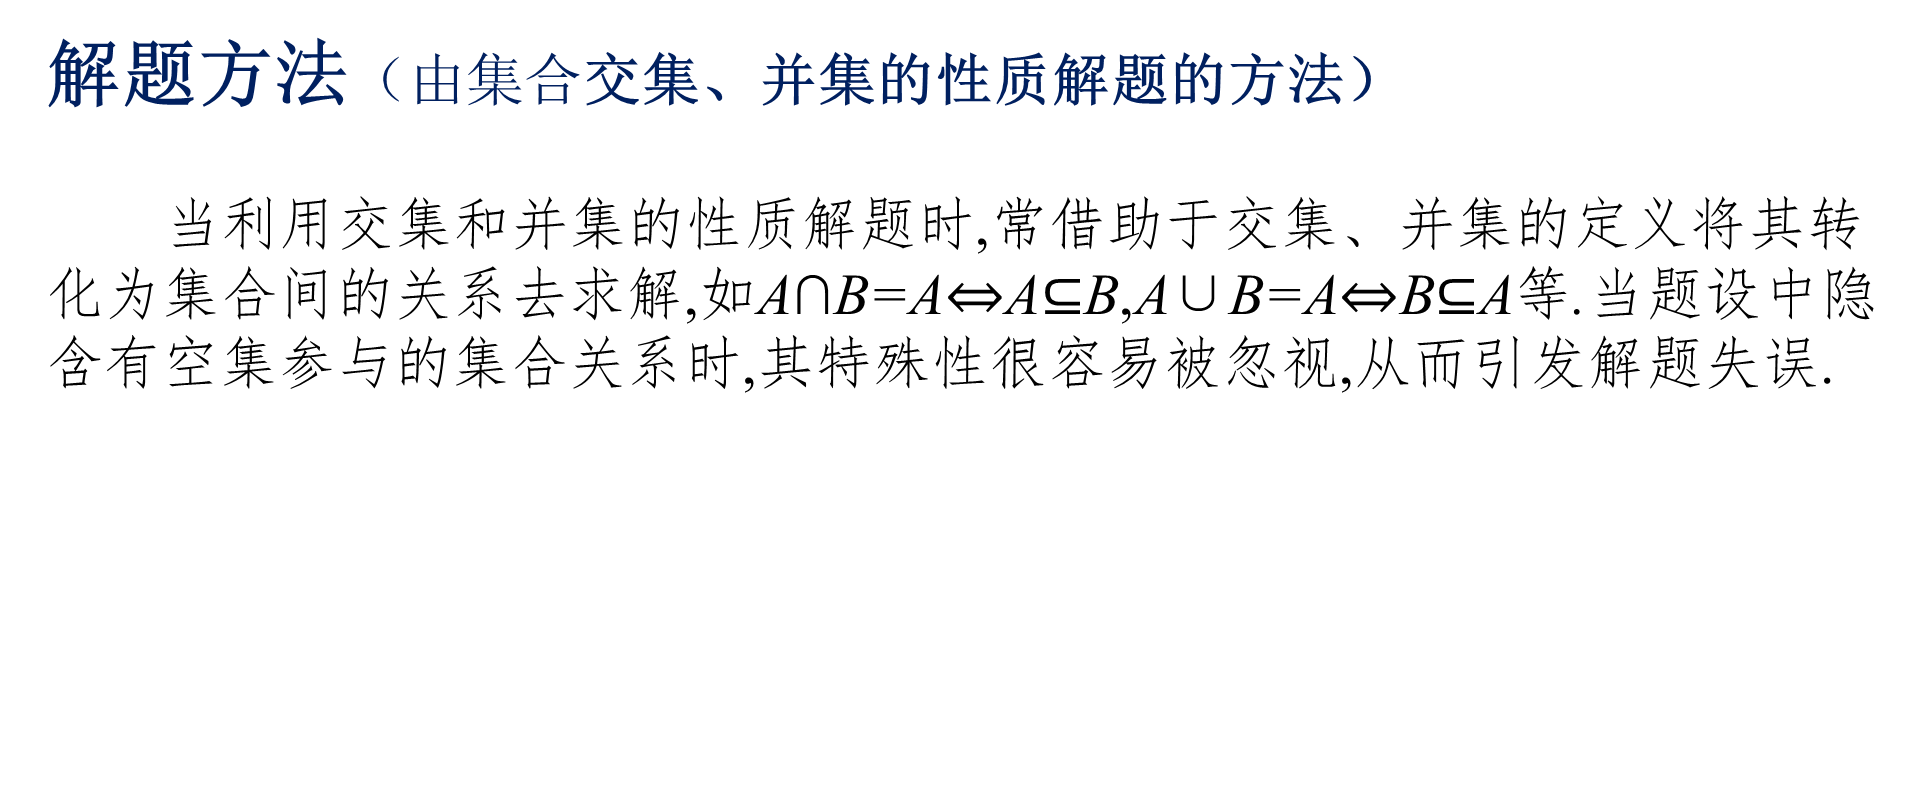 解题方法（由集合交集、并集的性质解题的方法）
当利用交集和并集的性质解题时,常借助于交集、并集的定义将其转
化为集合间的关系去求解,如A∩B=A⇔A⊆B,A∪B=A⇔B⊆A等.当题设中隐
含有空集参与的集合关系时,其特殊性很容易被忽视,从而引发解题失误.